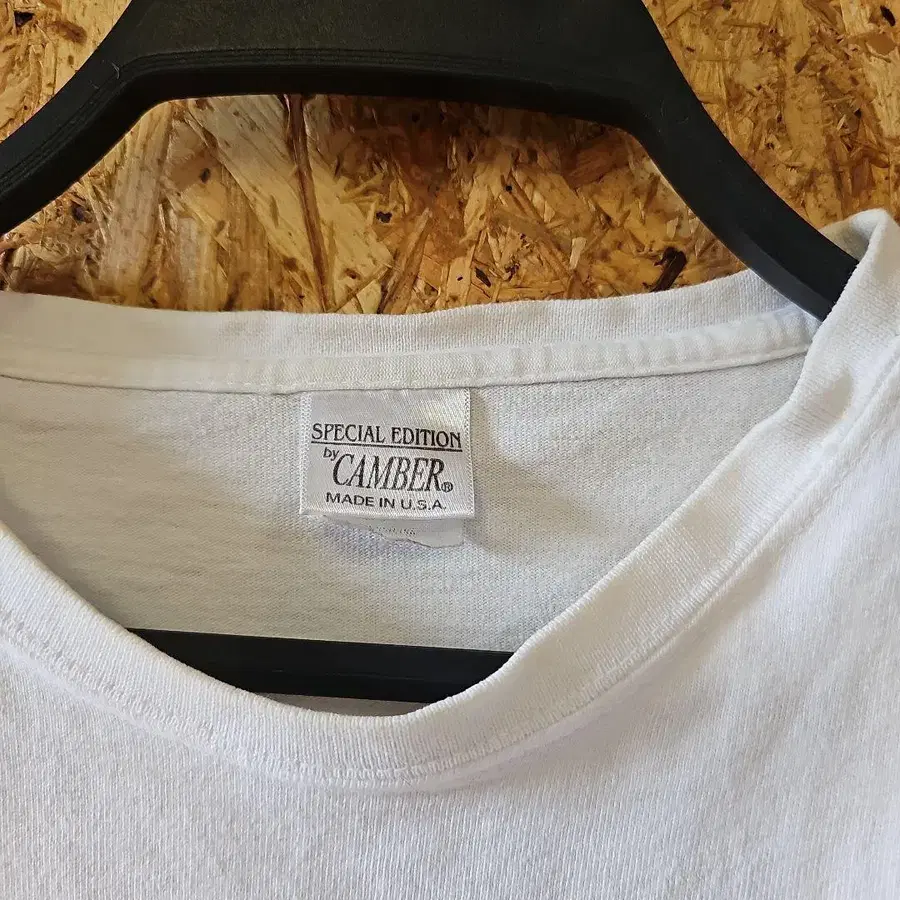 SPECIAL EDITION
by CAMBER®
MADE IN U.S.A.